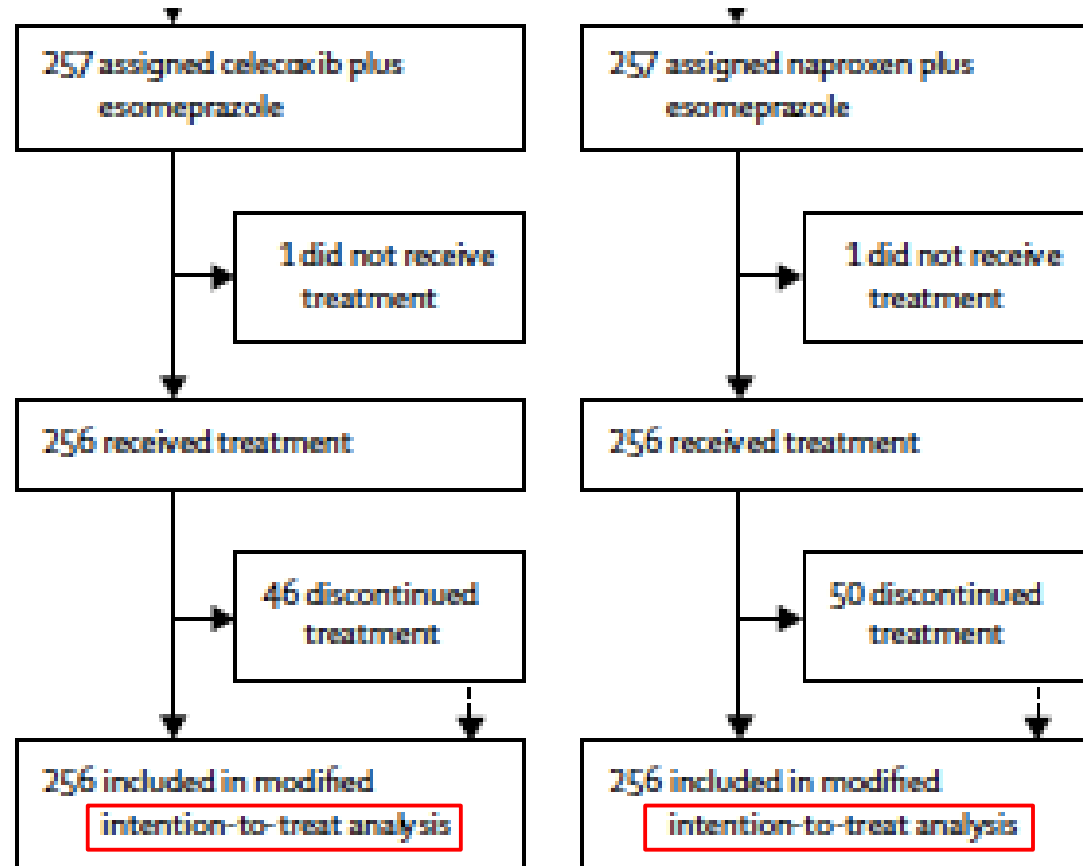 257 assigned celecoxib plus
esomeprazole
1 did not receive
treatment
256 received treatment
46 discontinued
treatment
256 included in modified
intention-to-treat analysis
257 assigned naproxen plus
esomeprazole
1 did not receive
treatment
256 received treatment
50 discontinued
treatment
256 included in modified
intention-to-treat analysis